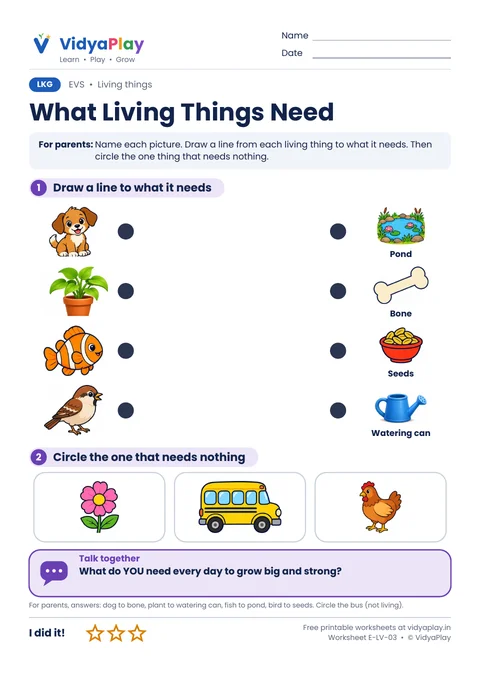 VidyaPlay
Learn • Play • Grow
Name
Date
LKG EVS • Living things
What Living Things Need
For parents: Name each picture. Draw a line from each living thing to what it needs. Then
circle the one thing that needs nothing.
1 Draw a line to what it needs
Pond
Bone
Seeds
Watering can
2 Circle the one that needs nothing
Talk together
What do YOU need every day to grow big and strong?
For parents, answers: dog to bone, plant to watering can, fish to pond, bird to seeds. Circle the bus (not living).
I did it!
Free printable worksheets at vidyaplay.in
Worksheet E-LV-03 • © VidyaPlay